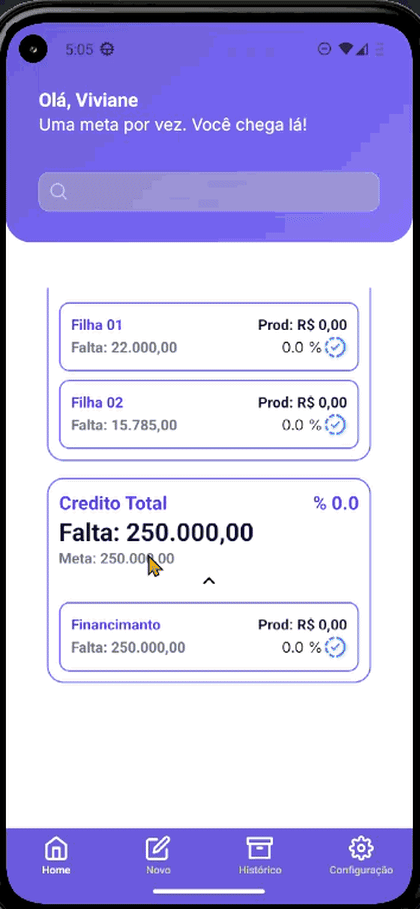 5:05
Olá, Viviane
Uma meta por vez. Você chega lá!
Filha 01 Prod: R$ 0,00
Falta: 22.000,00 0.0 %
Filha 02 Prod: R$ 0,00
Falta: 15.785,00 0.0 %
Credito Total % 0.0
Falta: 250.000,00
Meta: 250.000,00
Financimanto Prod: R$ 0,00
Falta: 250.000,00 0.0 %
Home Novo Histórico Configuração